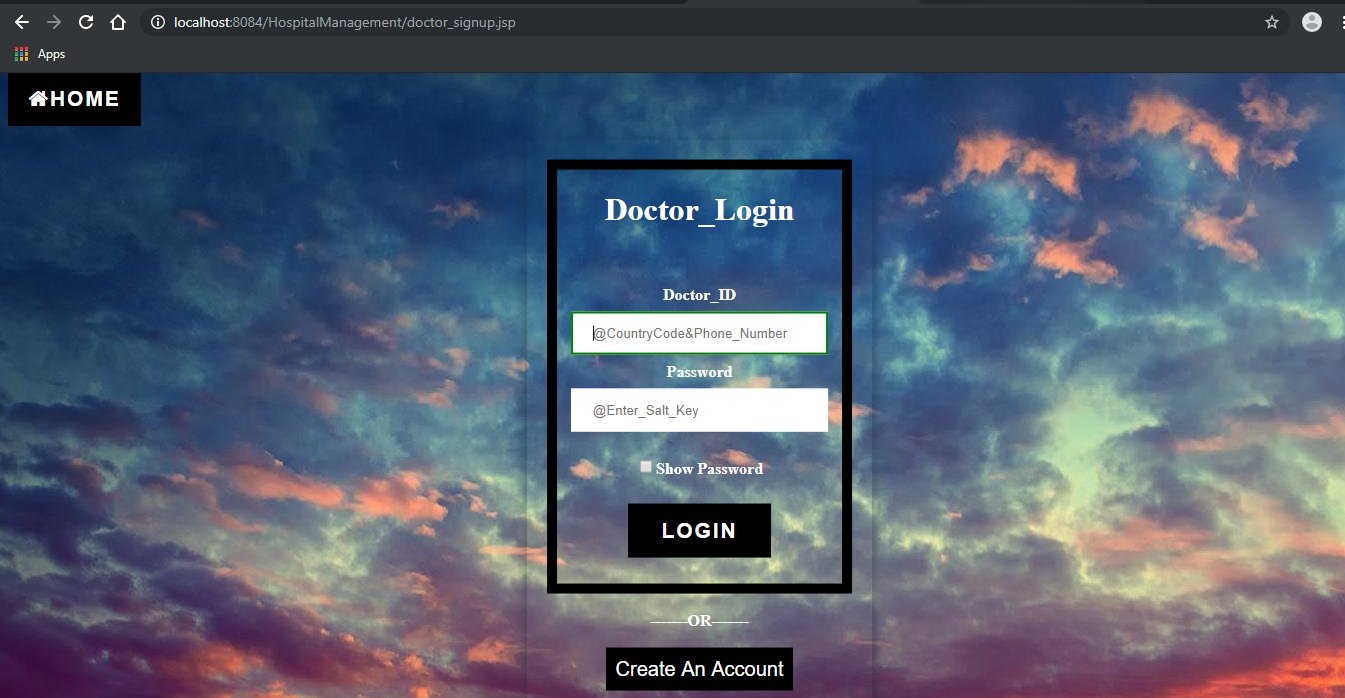 localhost:8084/HospitalManagement/doctor_signup.jsp
Apps
HOME
Doctor_Login
Doctor_ID
@CountryCode&Phone_Number
Password
@Enter_Salt_Key
Show Password
LOGIN
-------OR-------
Create An Account